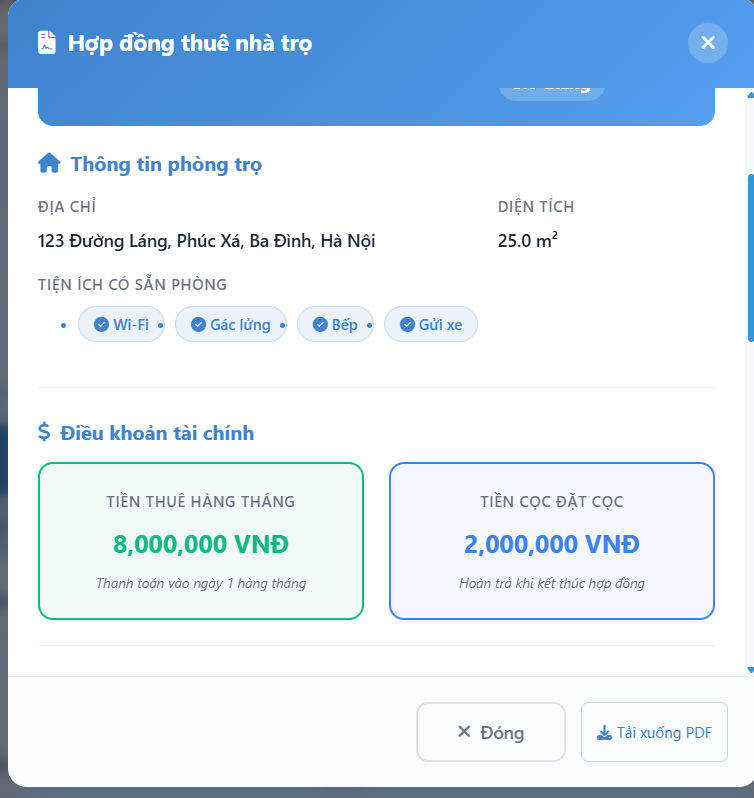 Hợp đồng thuê nhà trọ
Thông tin phòng trọ
ĐỊA CHỈ
DIỆN TÍCH
123 Đường Láng, Phúc Xá, Ba Đình, Hà Nội
25.0 m²
TIỆN ÍCH CÓ SẴN PHÒNG
Wi-Fi
Gác lửng
Bếp
Gửi xe
$ Điều khoản tài chính
TIỀN THUÊ HÀNG THÁNG
8,000,000 VNĐ
Thanh toán vào ngày 1 hàng tháng
TIỀN CỌC ĐẶT CỌC
2,000,000 VNĐ
Hoàn trả khi kết thúc hợp đồng
Đóng
Tải xuống PDF